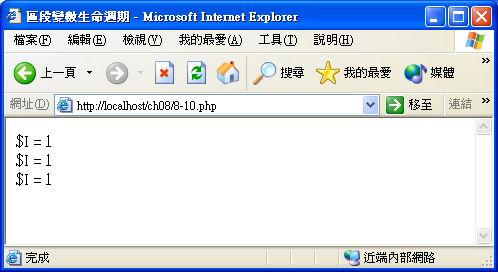 區段變數生命週期 - Microsoft Internet Explorer
檔案(F) 編輯(E) 檢視(V) 我的最愛(A) 工具(T) 說明(H)
上一頁 搜尋 我的最愛 媒體
網址(D) http://localhost/ch08/8-10.php 移至 連結
$I = 1
$I = 1
$I = 1
完成 近端內部網路